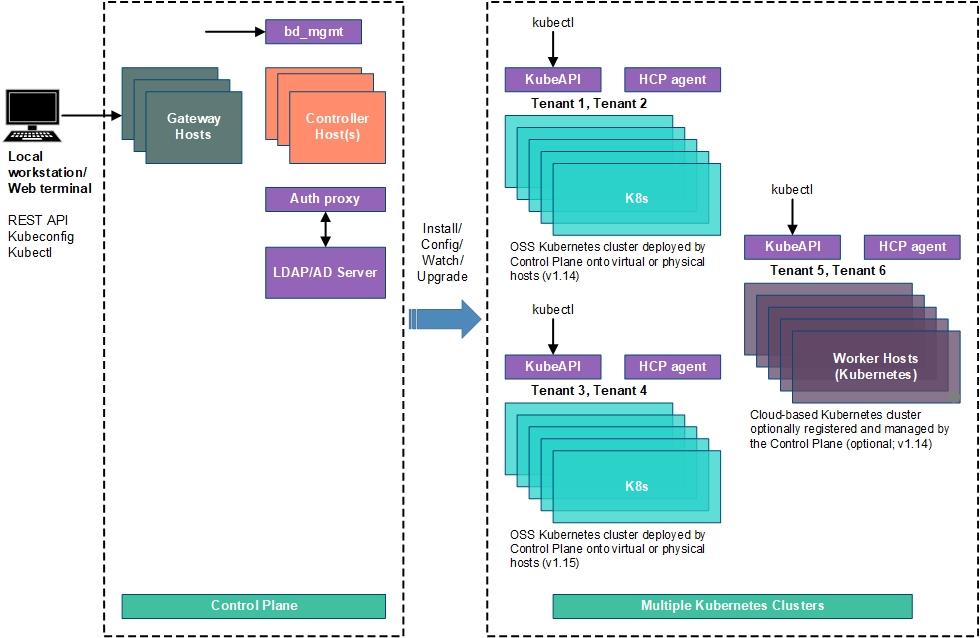 bd_mgmt
Gateway
Hosts
Controller
Host(s)
Local
workstation/
Web terminal
REST API
Kubeconfig
Kubectl
Auth proxy
LDAP/AD Server
Control Plane
Install/
Config/
Watch/
Upgrade
kubectl
KubeAPI
HCP agent
Tenant 1, Tenant 2
K8s
OSS Kubernetes cluster deployed by
Control Plane onto virtual or physical
hosts (v1.14)
kubectl
KubeAPI
HCP agent
Tenant 3, Tenant 4
K8s
OSS Kubernetes cluster deployed by
Control Plane onto virtual or physical
hosts (v1.15)
kubectl
KubeAPI
HCP agent
Tenant 5, Tenant 6
Worker Hosts
(Kubernetes)
Cloud-based Kubernetes cluster
optionally registered and managed by
the Control Plane (optional; v1.14)
Multiple Kubernetes Clusters